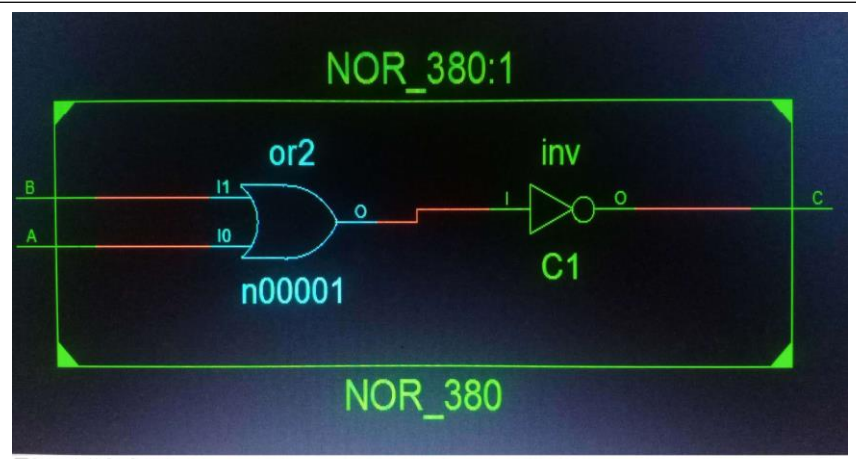 NOR_380:1
or2
inv
B
I1
O
I
O
C
A
I0
n00001
C1
NOR_380